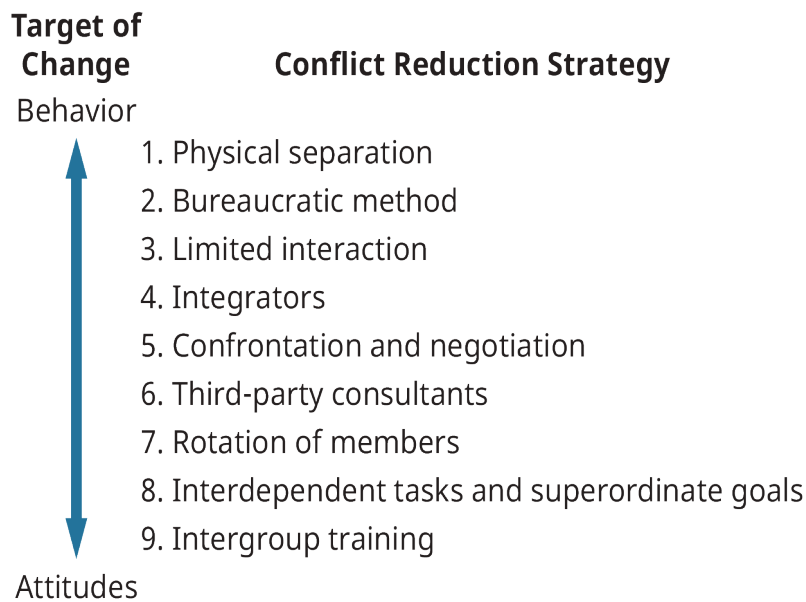 Target of
Change
Conflict Reduction Strategy
Behavior
1. Physical separation
2. Bureaucratic method
3. Limited interaction
4. Integrators
5. Confrontation and negotiation
6. Third-party consultants
7. Rotation of members
8. Interdependent tasks and superordinate goals
9. Intergroup training
Attitudes